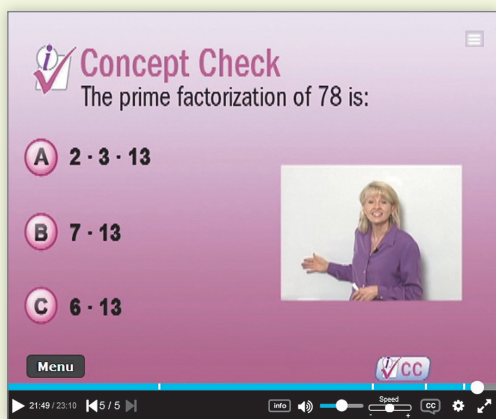 Concept Check
The prime factorization of 78 is:
A 2 · 3 · 13
B 7 · 13
C 6 · 13
Menu
CC
21:49 / 23:10
5 / 5
info
Speed
- +
CC